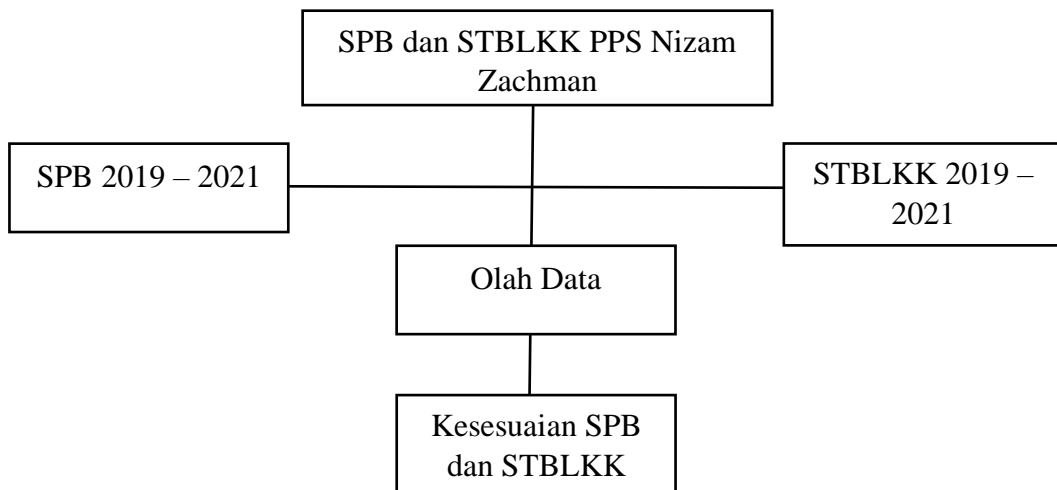 SPB dan STBLKK PPS Nizam
Zachman
SPB 2019 – 2021
STBLKK 2019 –
2021
Olah Data
Kesesuaian SPB
dan STBLKK